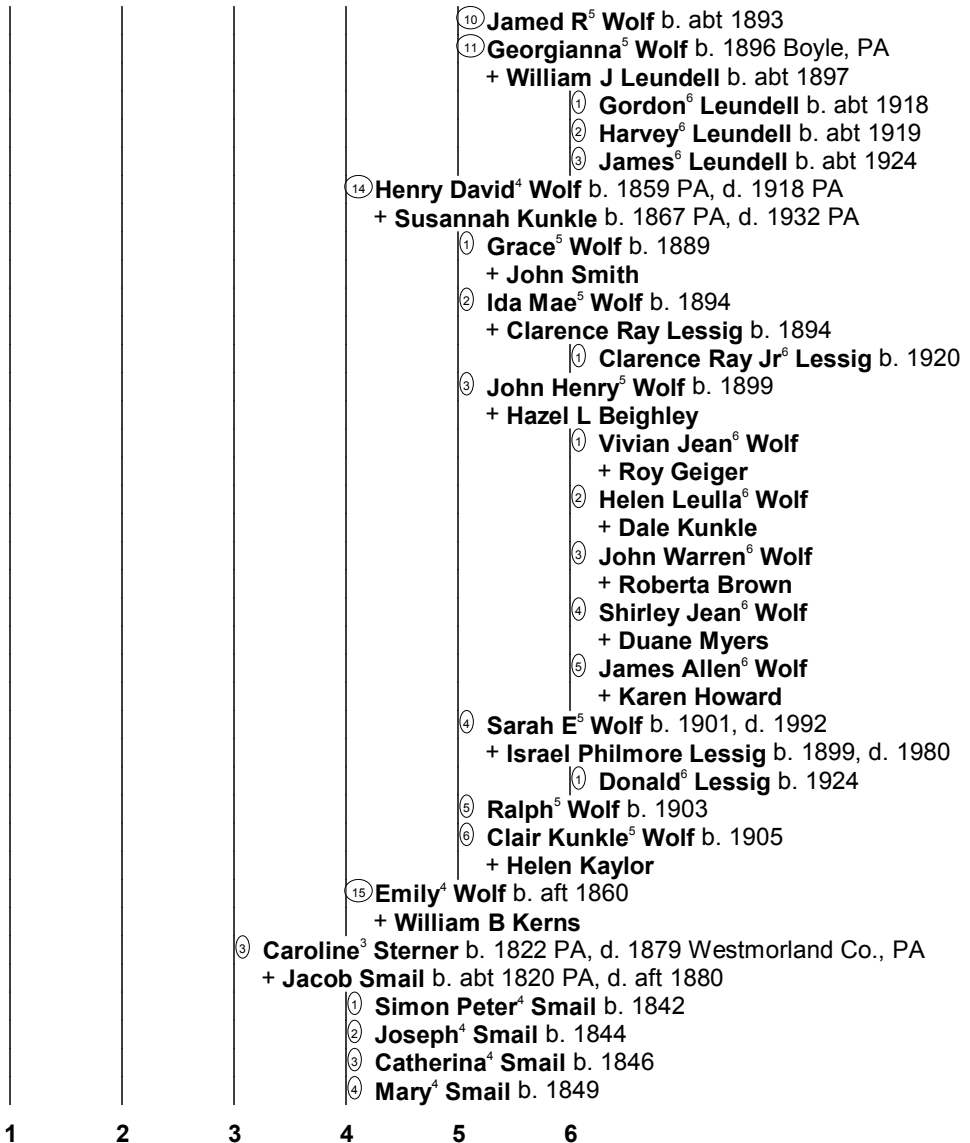 10 Jamed R5 Wolf b. abt 1893
11 Georgianna5 Wolf b. 1896 Boyle, PA
+ William J Leundell b. abt 1897
1 Gordon6 Leundell b. abt 1918
2 Harvey6 Leundell b. abt 1919
3 James6 Leundell b. abt 1924
14 Henry David4 Wolf b. 1859 PA, d. 1918 PA
+ Susannah Kunkle b. 1867 PA, d. 1932 PA
1 Grace5 Wolf b. 1889
+ John Smith
2 Ida Mae5 Wolf b. 1894
+ Clarence Ray Lessig b. 1894
1 Clarence Ray Jr6 Lessig b. 1920
3 John Henry5 Wolf b. 1899
+ Hazel L Beighley
1 Vivian Jean6 Wolf
+ Roy Geiger
2 Helen Leulla6 Wolf
+ Dale Kunkle
3 John Warren6 Wolf
+ Roberta Brown
4 Shirley Jean6 Wolf
+ Duane Myers
5 James Allen6 Wolf
+ Karen Howard
4 Sarah E5 Wolf b. 1901, d. 1992
+ Israel Philmore Lessig b. 1899, d. 1980
1 Donald6 Lessig b. 1924
5 Ralph5 Wolf b. 1903
6 Clair Kunkle5 Wolf b. 1905
+ Helen Kaylor
15 Emily4 Wolf b. aft 1860
+ William B Kerns
3 Caroline3 Sterner b. 1822 PA, d. 1879 Westmorland Co., PA
+ Jacob Smail b. abt 1820 PA, d. aft 1880
1 Simon Peter4 Smail b. 1842
2 Joseph4 Smail b. 1844
3 Catherina4 Smail b. 1846
4 Mary4 Smail b. 1849
1 2 3 4 5 6